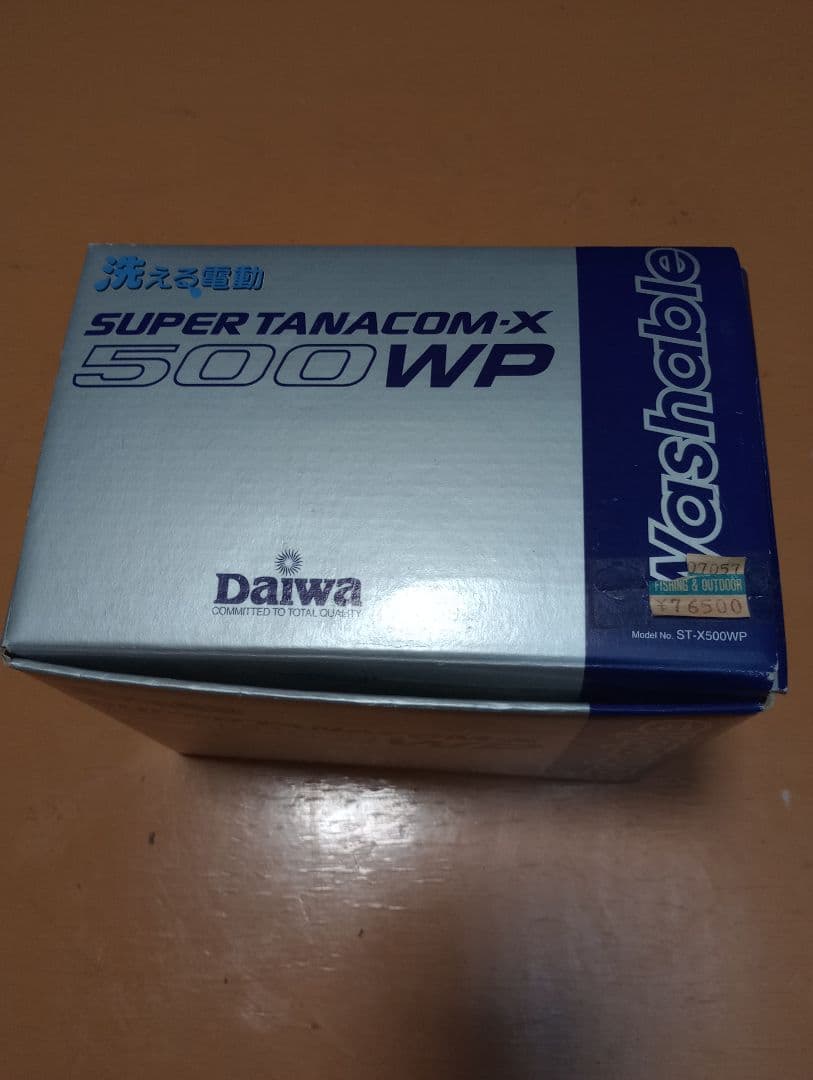 洗える電動
SUPER TANACOM-X
500WP
Washable
Daiwa
COMMITTED TO TOTAL QUALITY
07057
FISHING & OUTDOOR
¥76500
Model No. ST-X500WP